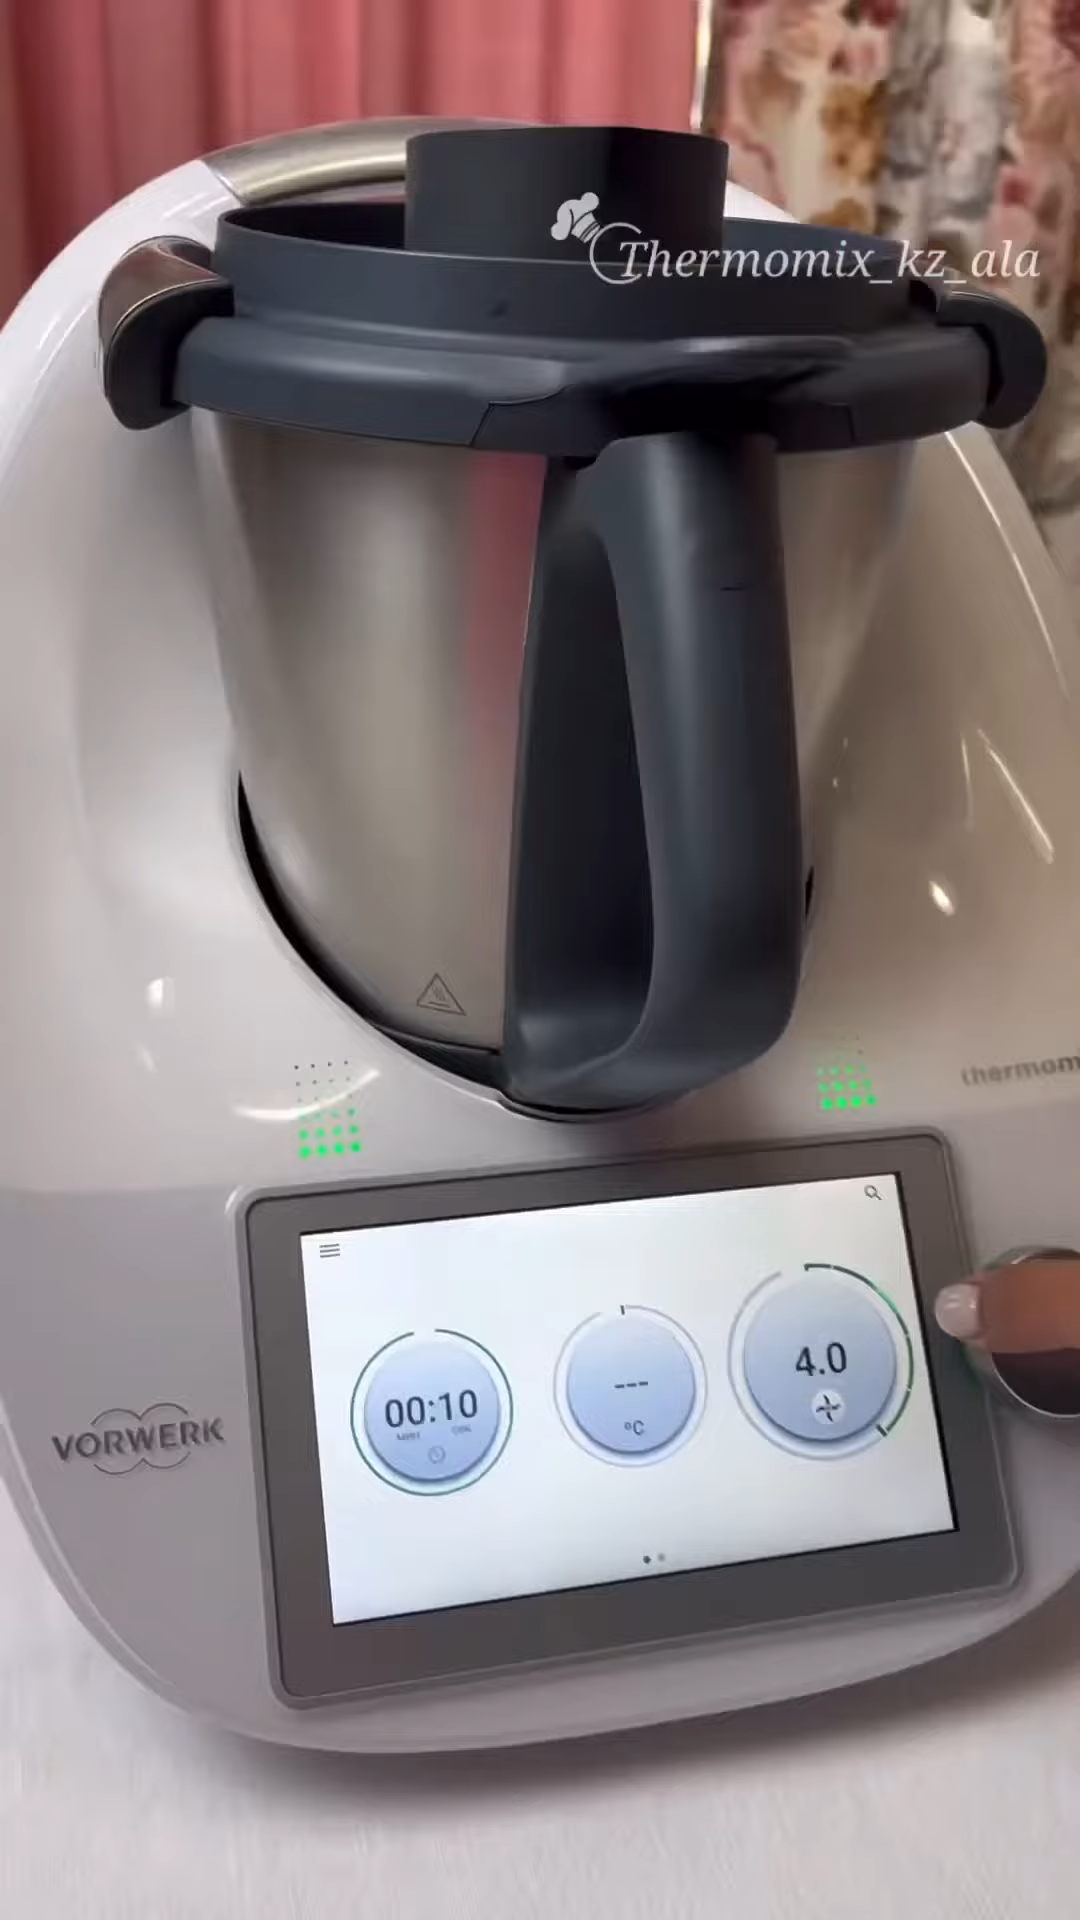 Thermomix_kz_ala
thermom
VORWERK
00:10
---
°C
4.0